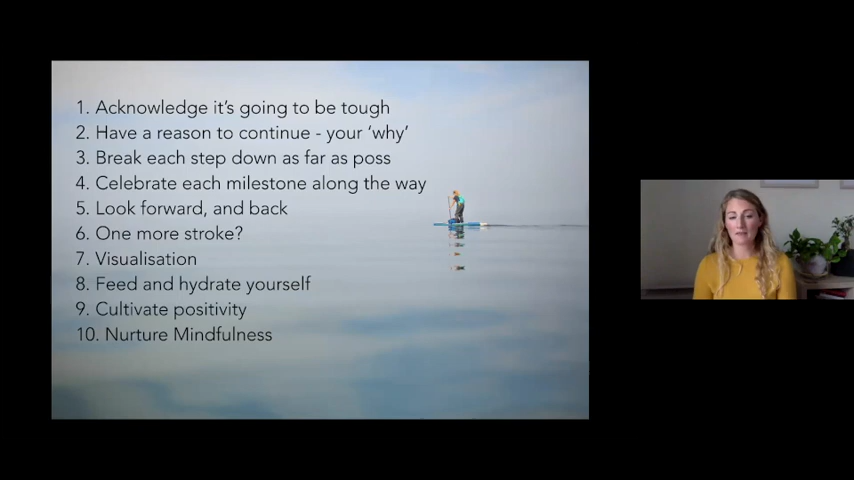 1. Acknowledge it's going to be tough
2. Have a reason to continue - your 'why'
3. Break each step down as far as poss
4. Celebrate each milestone along the way
5. Look forward, and back
6. One more stroke?
7. Visualisation
8. Feed and hydrate yourself
9. Cultivate positivity
10. Nurture Mindfulness